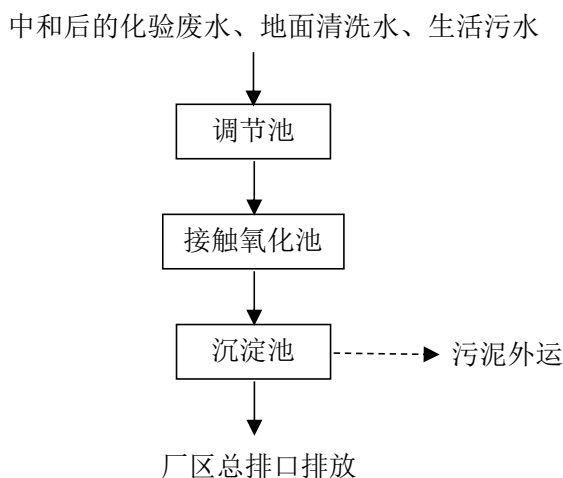 中和后的化验废水、地面清洗水、生活污水
调节池
接触氧化池
沉淀池
污泥外运
厂区总排口排放